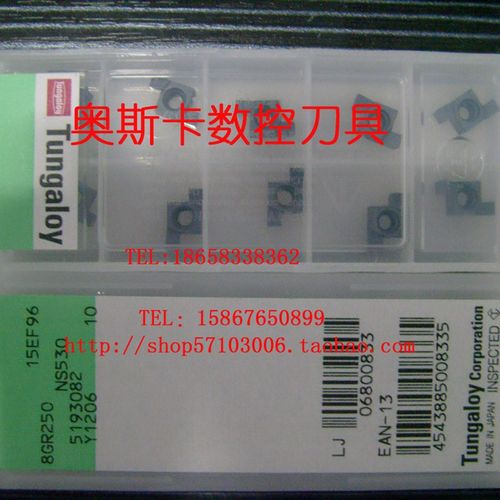 Tungaloy
Tungaloy
奥斯卡数控刀具
TEL:18658338362
TEL: 15867650899
http://shop57103006.taobao.com
15EF96
10
8GR250
NS530
5193082
Y1206
LJ
06800833
EAN-13
4543885008335
Tungaloy Corporation
MADE IN JAPAN
INSPECTED